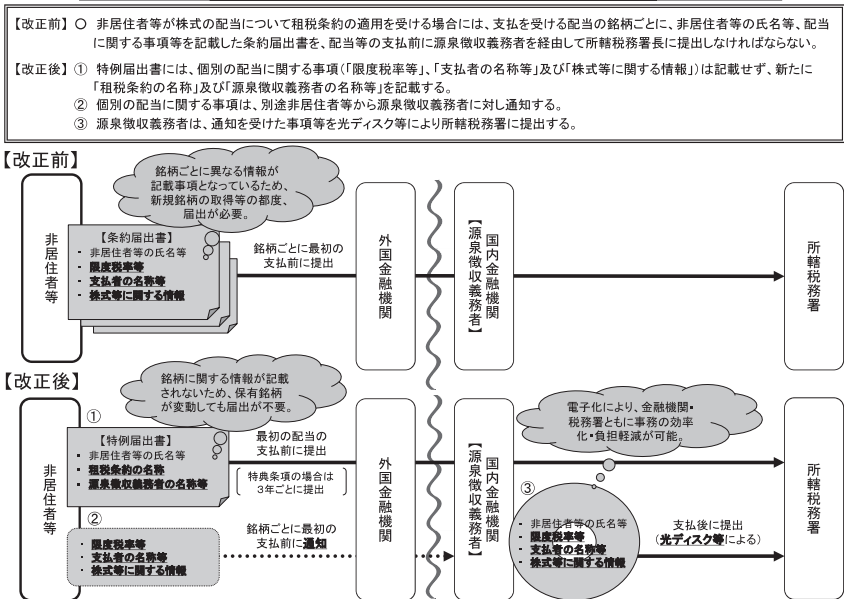 【改正前】 ○ 非居住者等が株式の配当について租税条約の適用を受ける場合には、支払を受ける配当の銘柄ごとに、非居住者等の氏名等、配当
に関する事項等を記載した条約届出書を、配当等の支払前に源泉徴収義務者を経由して所轄税務署長に提出しなければならない。
【改正後】 ① 特例届出書には、個別の配当に関する事項（「限度税率等」、「支払者の名称等」及び「株式等に関する情報」）は記載せず、新たに
「租税条約の名称」及び「源泉徴収義務者の名称等」を記載する。
② 個別の配当に関する事項は、別途非居住者等から源泉徴収義務者に対し通知する。
③ 源泉徴収義務者は、通知を受けた事項等を光ディスク等により所轄税務署に提出する。
【改正前】
銘柄ごとに異なる情報が
記載事項となっているため、
新規銘柄の取得等の都度、
届出が必要。
非居住者等
【条約届出書】
・ 非居住者等の氏名等
・ 限度税率等
・ 支払者の名称等
・ 株式等に関する情報
銘柄ごとに最初の
支払前に提出
外国金融機関
国内金融機関
【源泉徴収義務者】
所轄税務署
【改正後】
銘柄に関する情報が記載
されないため、保有銘柄
が変動しても届出が不要。
非居住者等
①
【特例届出書】
・ 非居住者等の氏名等
・ 租税条約の名称
・ 源泉徴収義務者の名称等
最初の配当の
支払前に提出
特典条項の場合は
3年ごとに提出
②
・ 限度税率等
・ 支払者の名称等
・ 株式等に関する情報
銘柄ごとに最初の
支払前に通知
外国金融機関
国内金融機関
【源泉徴収義務者】
電子化により、金融機関・
税務署ともに事務の効率
化・負担軽減が可能。
③
・ 非居住者等の氏名等
・ 限度税率等
・ 支払者の名称等
・ 株式等に関する情報
支払後に提出
（光ディスク等による）
所轄税務署